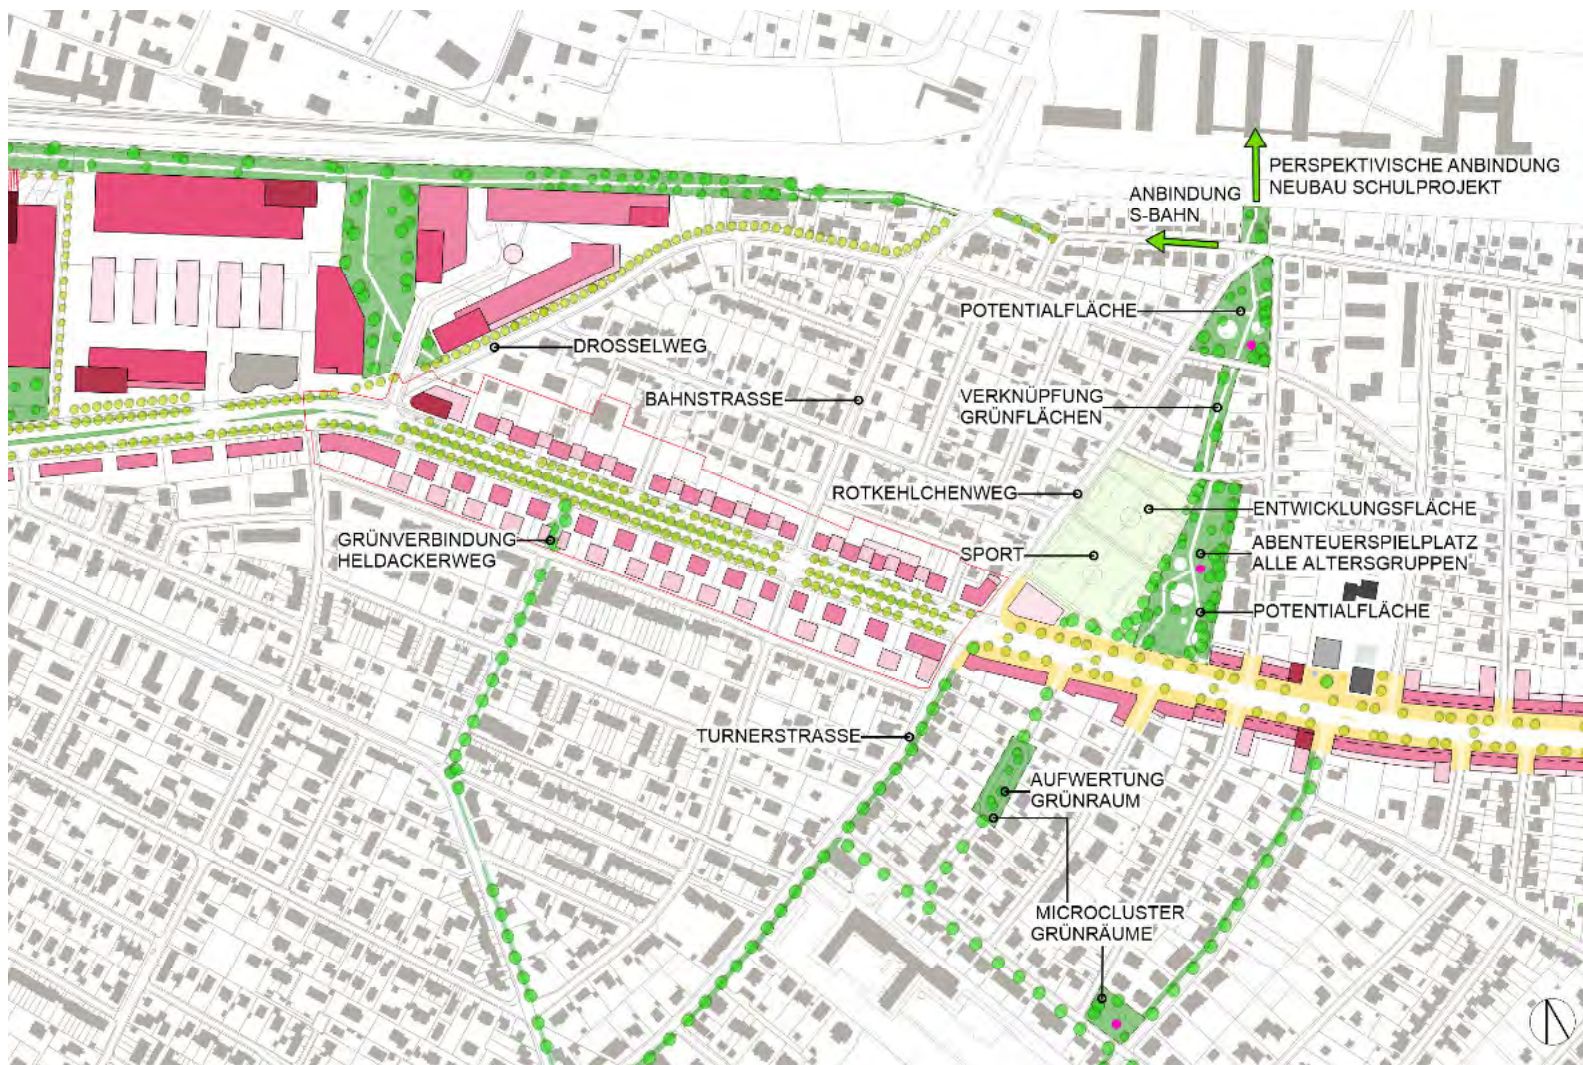 PERSPEKTIVISCHE ANBINDUNG
NEUBAU SCHULPROJEKT
ANBINDUNG
S-BAHN
POTENTIALFLÄCHE
DROSSELWEG
BAHNSTRASSE
VERKNÜPFUNG
GRÜNFLÄCHEN
ROTKEHLCHENWEG
ENTWICKLUNGSFLÄCHE
GRÜNVERBINDUNG
HELDACKERWEG
SPORT
ABENTEUERSPIELPLATZ
ALLE ALTERSGRUPPEN
POTENTIALFLÄCHE
TURNERSTRASSE
AUFWERTUNG
GRÜNRAUM
MICROCLUSTER
GRÜNRÄUME